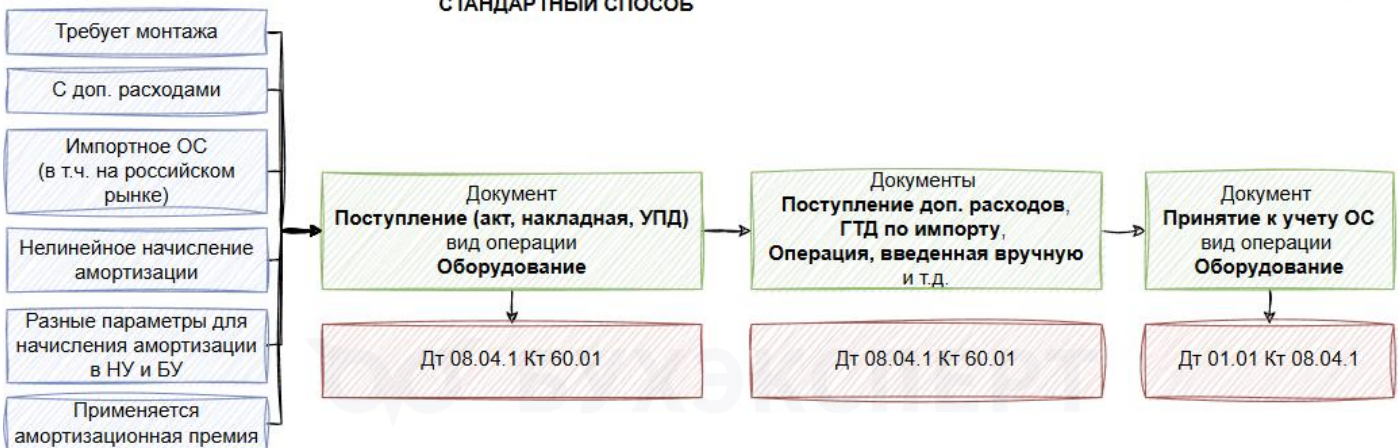 СТАНДАРТНЫЙ СПОСОБ
Требует монтажа
С доп. расходами
Импортное ОС
(в т.ч. на российском
рынке)
Нелинейное начисление
амортизации
Разные параметры для
начисления амортизации
в НУ и БУ
Применяется
амортизационная премия
Документ
Поступление (акт, накладная, УПД)
вид операции
Оборудование
Дт 08.04.1 Кт 60.01
Документы
Поступление доп. расходов,
ГТД по импорту,
Операция, введенная вручную
и т.д.
Дт 08.04.1 Кт 60.01
Документ
Принятие к учету ОС
вид операции
Оборудование
Дт 01.01 Кт 08.04.1
БУХЭКСПЕРТ